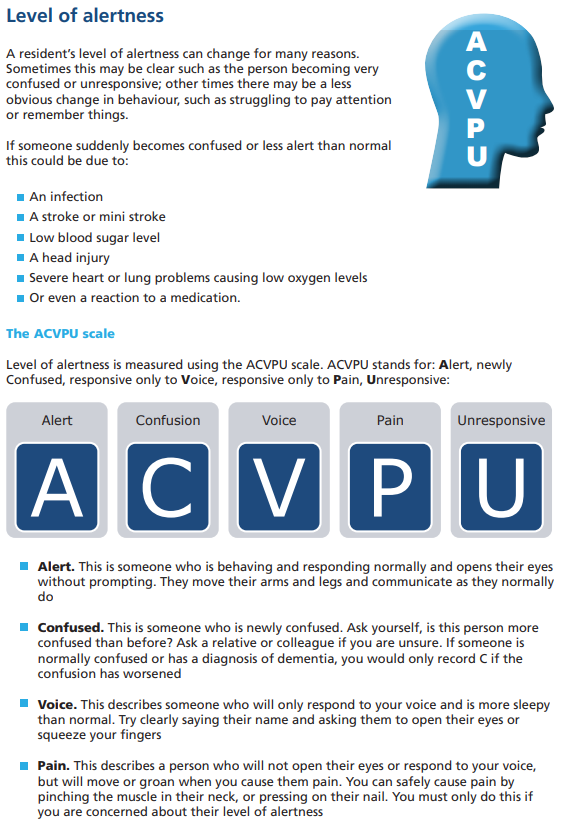 Level of alertness
A resident's level of alertness can change for many reasons.
Sometimes this may be clear such as the person becoming very
confused or unresponsive; other times there may be a less
obvious change in behaviour, such as struggling to pay attention
or remember things.
If someone suddenly becomes confused or less alert than normal
this could be due to:
An infection
A stroke or mini stroke
Low blood sugar level
A head injury
Severe heart or lung problems causing low oxygen levels
Or even a reaction to a medication.
A
C
V
P
U
The ACVPU scale
Level of alertness is measured using the ACVPU scale. ACVPU stands for: Alert, newly
Confused, responsive only to Voice, responsive only to Pain, Unresponsive:
Alert Confusion Voice Pain Unresponsive
A C V P U
Alert. This is someone who is behaving and responding normally and opens their eyes
without prompting. They move their arms and legs and communicate as they normally
do
Confused. This is someone who is newly confused. Ask yourself, is this person more
confused than before? Ask a relative or colleague if you are unsure. If someone is
normally confused or has a diagnosis of dementia, you would only record C if the
confusion has worsened
Voice. This describes someone who will only respond to your voice and is more sleepy
than normal. Try clearly saying their name and asking them to open their eyes or
squeeze your fingers
Pain. This describes a person who will not open their eyes or respond to your voice,
but will move or groan when you cause them pain. You can safely cause pain by
pinching the muscle in their neck, or pressing on their nail. You must only do this if
you are concerned about their level of alertness